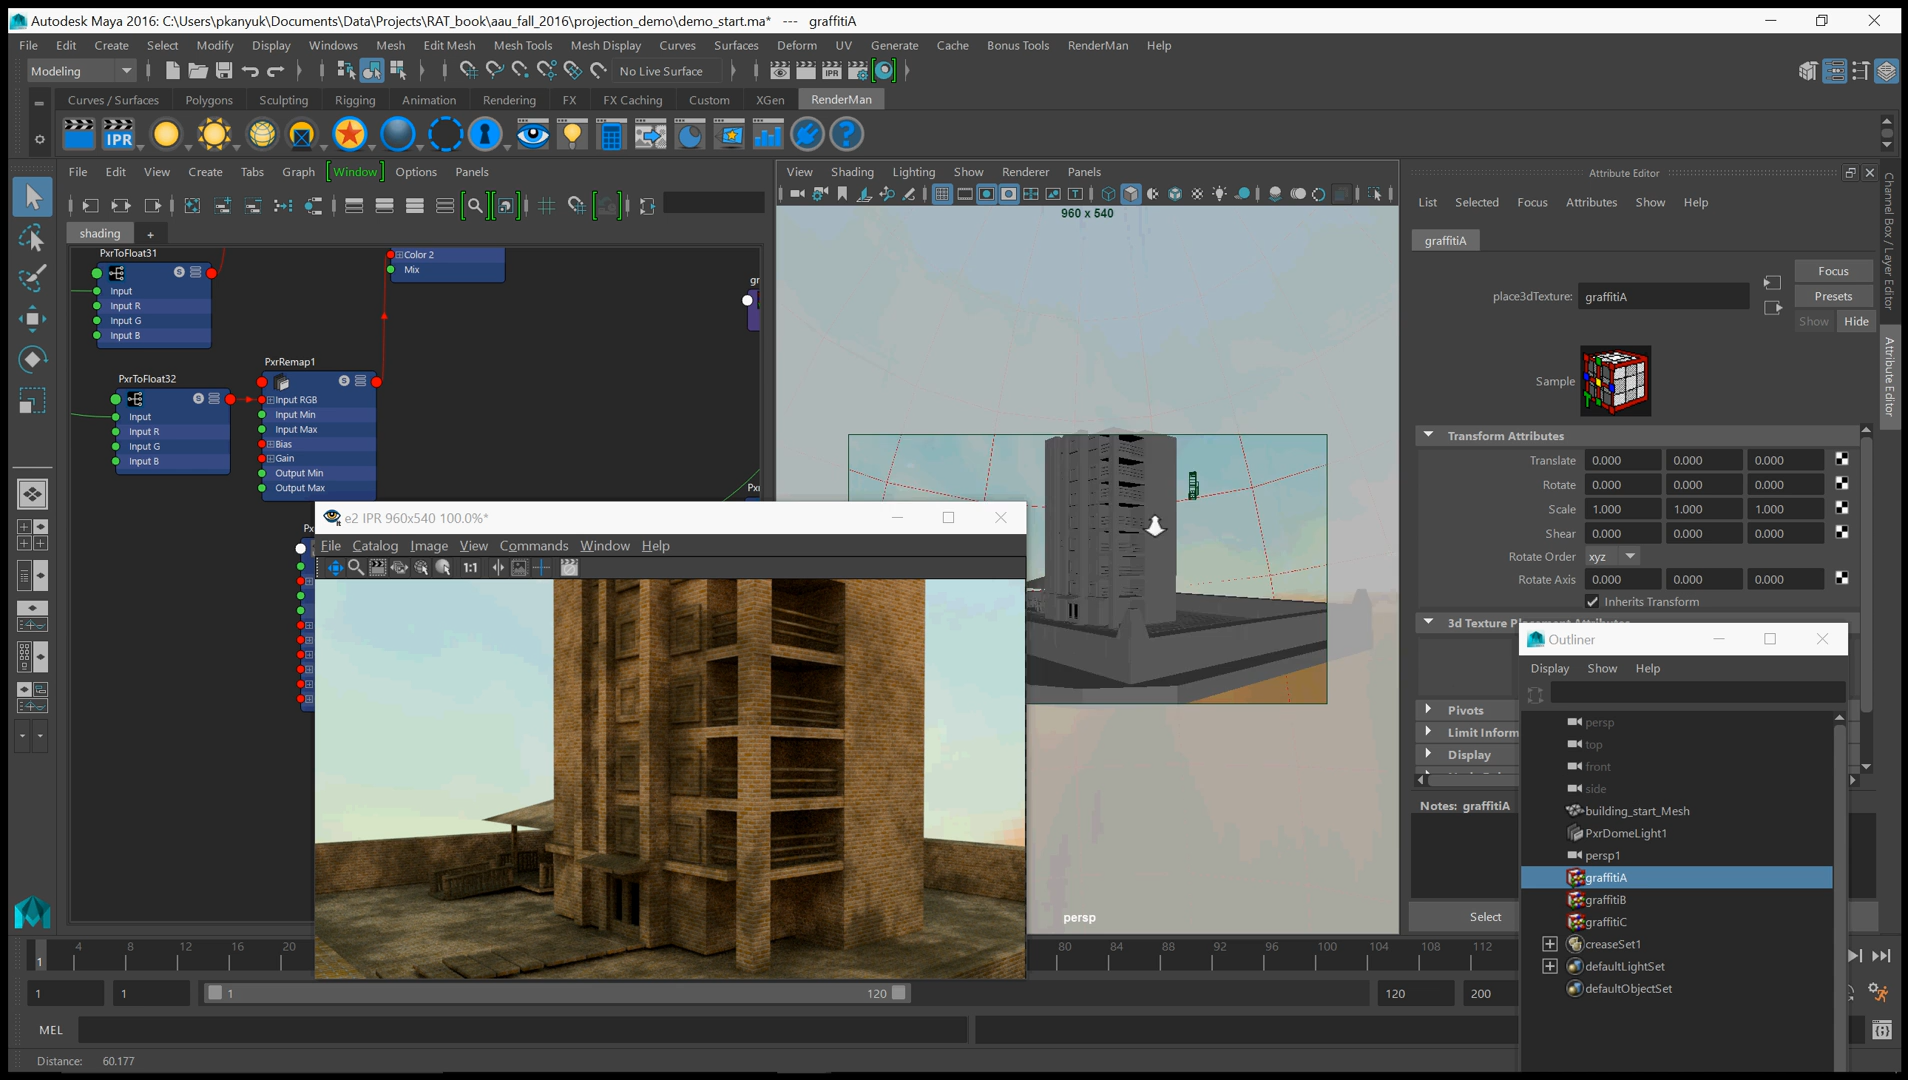 Autodesk Maya 2016: C:\Users\pkanyuk\Documents\Data\Projects\RAT_book\aau_fall_2016\projection_demo\demo_start.ma* --- graffitiA
File Edit Create Select Modify Display Windows Mesh Edit Mesh Mesh Tools Mesh Display Curves Surfaces Deform UV Generate Cache Bonus Tools RenderMan Help
Modeling No Live Surface IPR
Curves / Surfaces Polygons Sculpting Rigging Animation Rendering FX FX Caching Custom XGen RenderMan
IPR
File Edit View Create Tabs Graph Window Options Panels
shading +
PxrToFloat31
Input
Input R
Input G
Input B
Color 2
Mix
gr
PxrToFloat32
Input
Input R
Input G
Input B
PxrRemap1
Input RGB
Input Min
Input Max
Bias
Gain
Output Min
Output Max
Px
View Shading Lighting Show Renderer Panels
960 x 540
persp
e2 IPR 960x540 100.0%*
File Catalog Image View Commands Window Help
1:1
Attribute Editor
List Selected Focus Attributes Show Help
graffitiA
place3dTexture: graffitiA
Focus
Presets
Show Hide
Sample
Transform Attributes
Translate 0.000 0.000 0.000
Rotate 0.000 0.000 0.000
Scale 1.000 1.000 1.000
Shear 0.000 0.000 0.000
Rotate Order xyz
Rotate Axis 0.000 0.000 0.000
Inherits Transform
3d Texture Placement Attributes
Pivots
Limit Inform
Display
Notes: graffitiA
Select
Channel Box / Layer Editor
Attribute Editor
Outliner
Display Show Help
persp
top
front
side
building_start_Mesh
PxrDomeLight1
persp1
graffitiA
graffitiB
graffitiC
creaseSet1
defaultLightSet
defaultObjectSet
1 4 8 12 16 20 80 84 88 92 96 100 104 108 112
1 1 1 120 120 200
MEL
Distance: 60.177